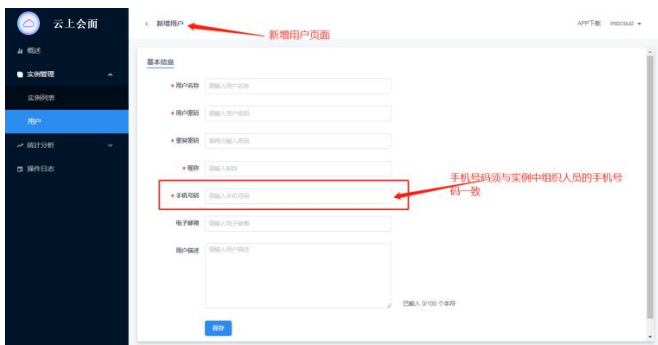 云上会面
< 新增用户
新增用户页面
APP下载 imbcloud
概述
实例管理
实例列表
用户
统计分析
操作日志
基本信息
* 用户名称 请输入用户名称
* 用户密码 请输入用户密码
* 重复密码 请再次输入密码
* 昵称 请输入昵称
* 手机号码 请输入手机号码
手机号码须与实例中组织人员的手机号
码一致
电子邮箱 请输入电子邮箱
用户描述 请输入用户描述
已输入 0/100 个字符
保存